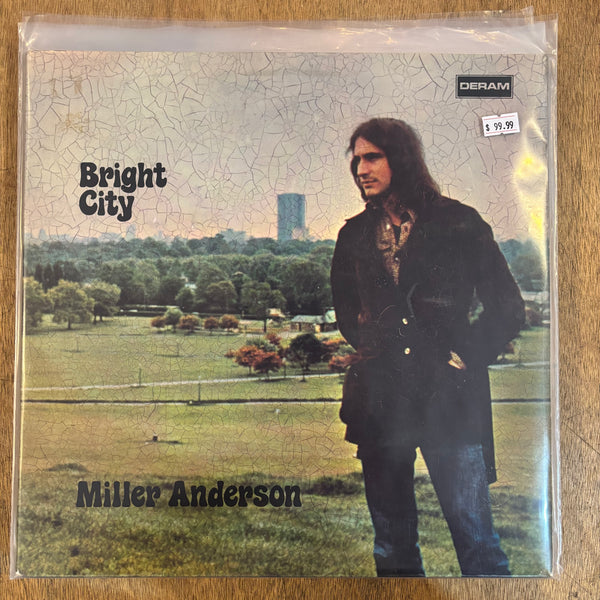 DERAM
$ 99.99
Bright
City
Miller Anderson